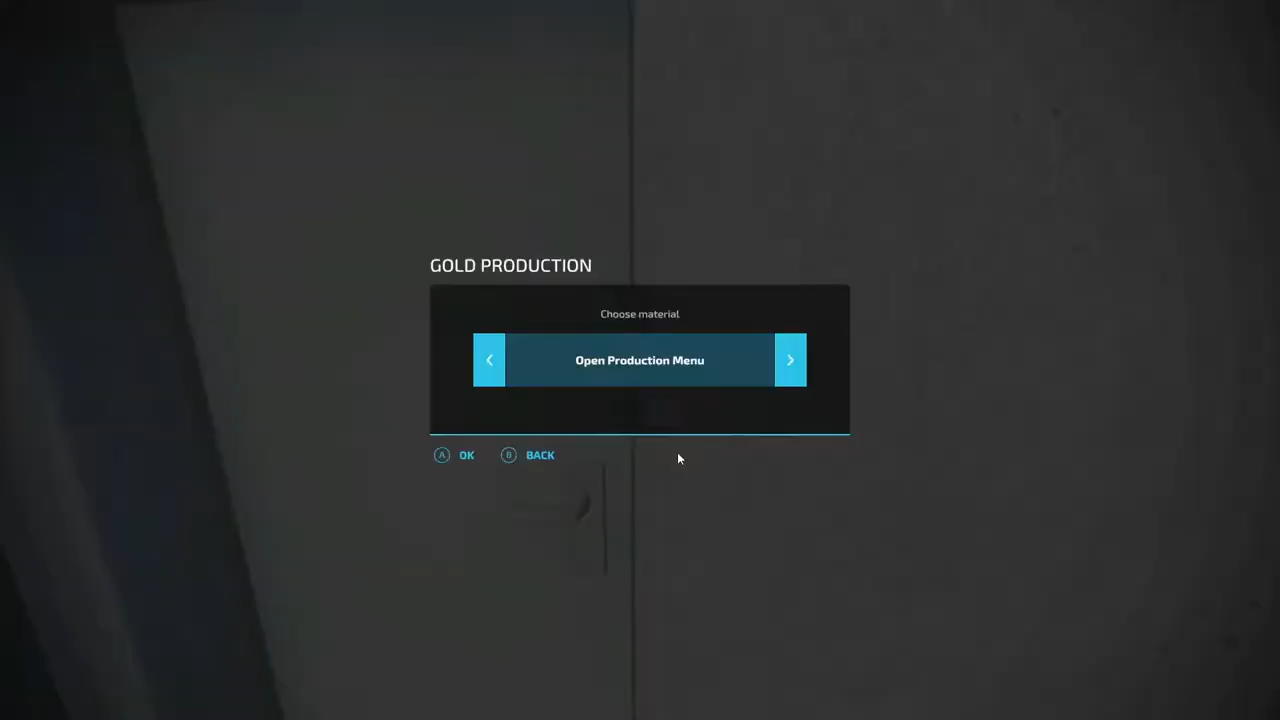 GOLD PRODUCTION
Choose material
Open Production Menu
A OK B BACK